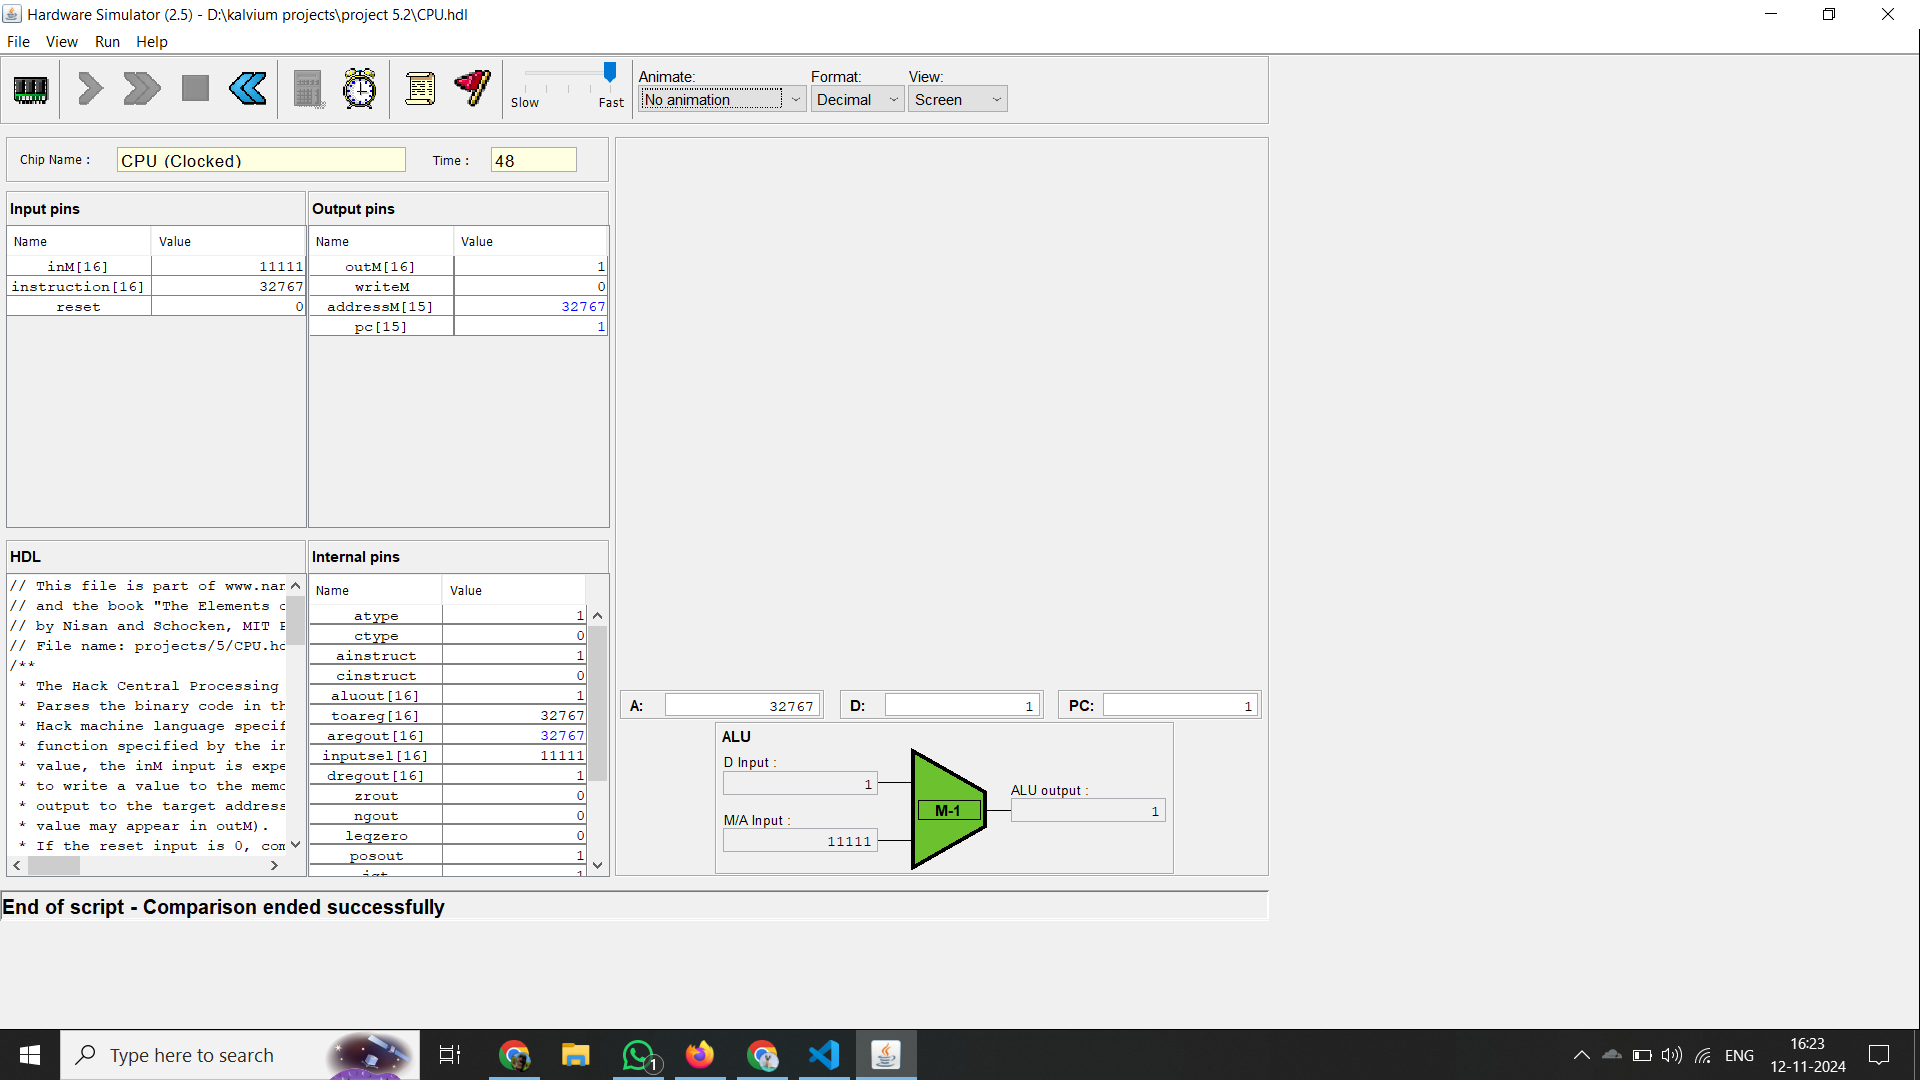 Hardware Simulator (2.5) - D:\kalvium projects\project 5.2\CPU.hdl
File View Run Help
Slow Fast
Animate: Format: View:
No animation Decimal Screen
Chip Name : CPU (Clocked) Time : 48
Input pins
Name Value
inM[16] 11111
instruction[16] 32767
reset 0
Output pins
Name Value
outM[16] 1
writeM 0
addressM[15] 32767
pc[15] 1
HDL
// This file is part of www.nan
// and the book "The Elements o
// by Nisan and Schocken, MIT P
// File name: projects/5/CPU.hd
/**
* The Hack Central Processing
* Parses the binary code in th
* Hack machine language specif
* function specified by the in
* value, the inM input is expe
* to write a value to the memo
* output to the target address
* value may appear in outM).
* If the reset input is 0, com
Internal pins
Name Value
atype 1
ctype 0
ainstruct 1
cinstruct 0
aluout[16] 1
toareg[16] 32767
aregout[16] 32767
inputsel[16] 11111
dregout[16] 1
zrout 0
ngout 0
leqzero 0
posout 1
A: 32767 D: 1 PC: 1
ALU
D Input :
1
M/A Input :
11111
M-1
ALU output :
1
End of script - Comparison ended successfully
Type here to search
1
ENG
16:23
12-11-2024